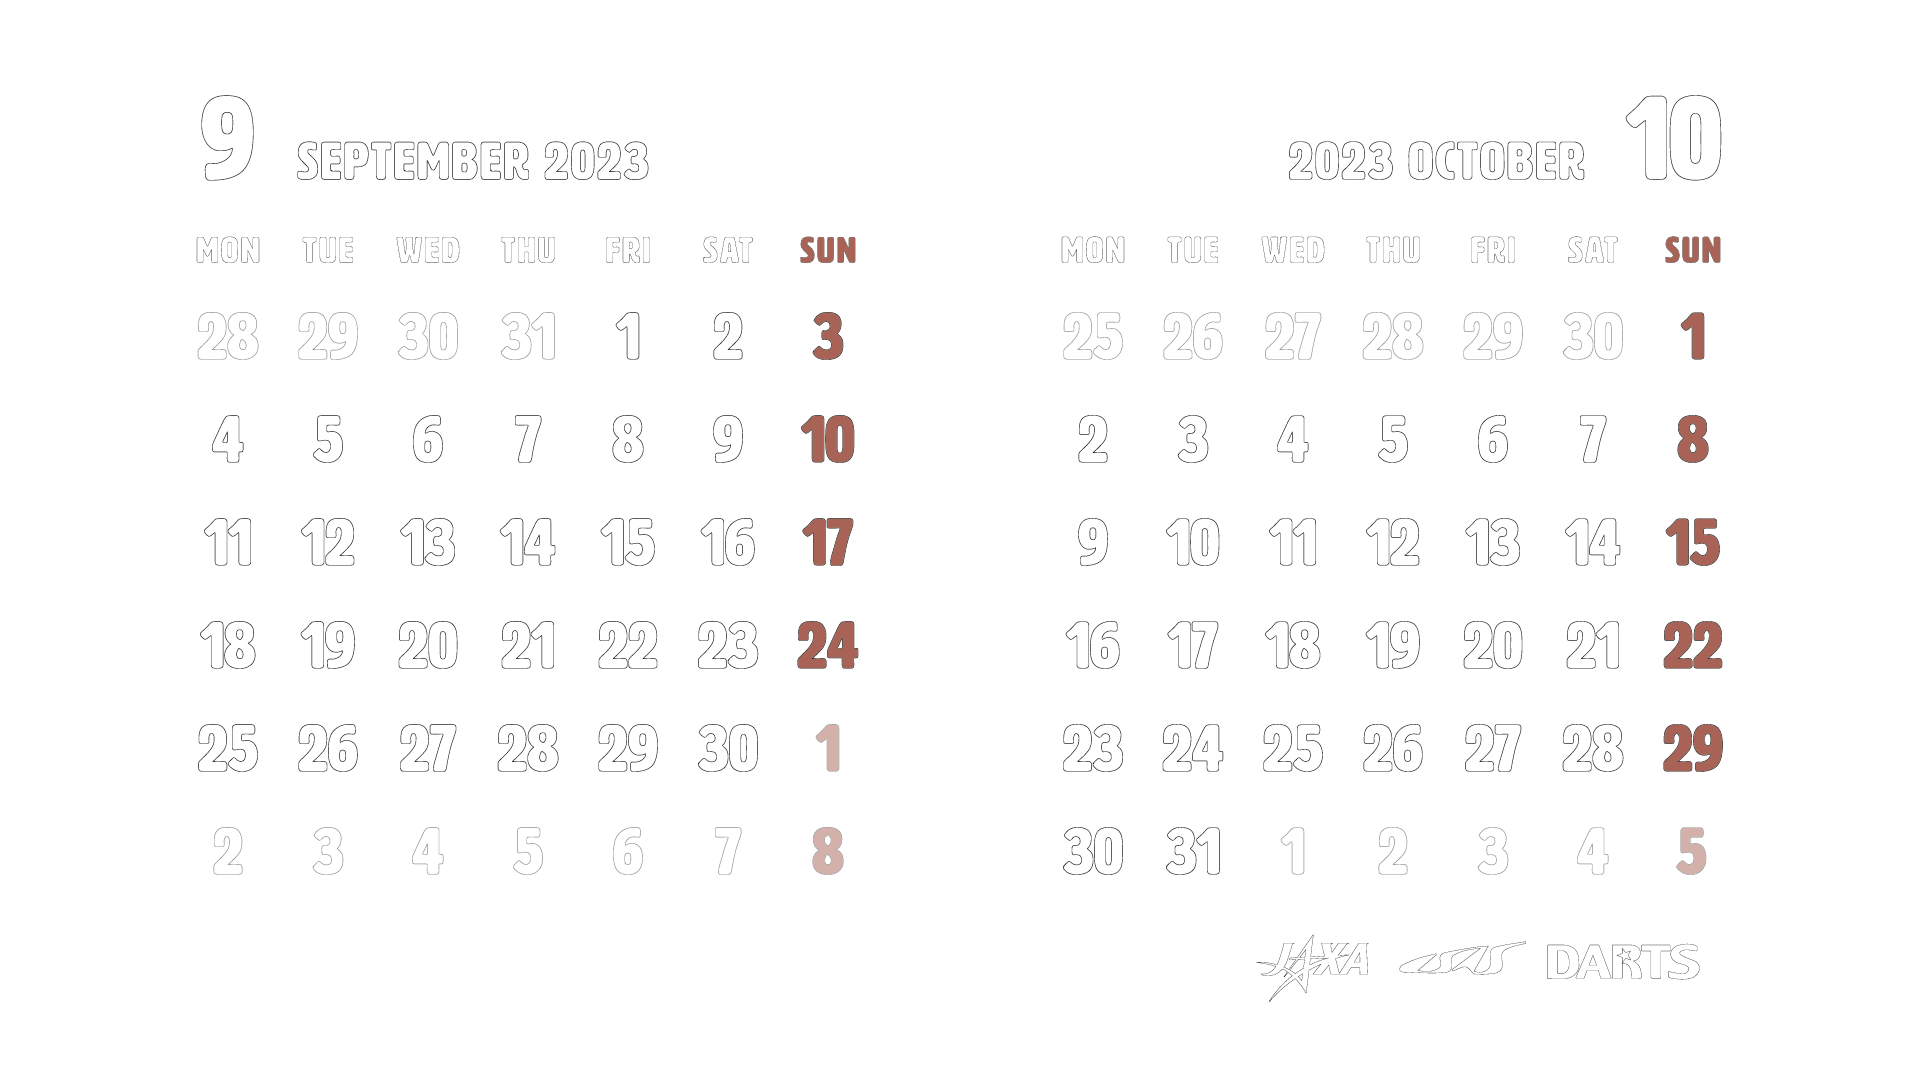 9 SEPTEMBER 2023
MON TUE WED THU FRI SAT SUN
28 29 30 31 1 2 3
4 5 6 7 8 9 10
11 12 13 14 15 16 17
18 19 20 21 22 23 24
25 26 27 28 29 30 1
2 3 4 5 6 7 8
2023 OCTOBER 10
MON TUE WED THU FRI SAT SUN
25 26 27 28 29 30 1
2 3 4 5 6 7 8
9 10 11 12 13 14 15
16 17 18 19 20 21 22
23 24 25 26 27 28 29
30 31 1 2 3 4 5
JAXA ISAS DARTS